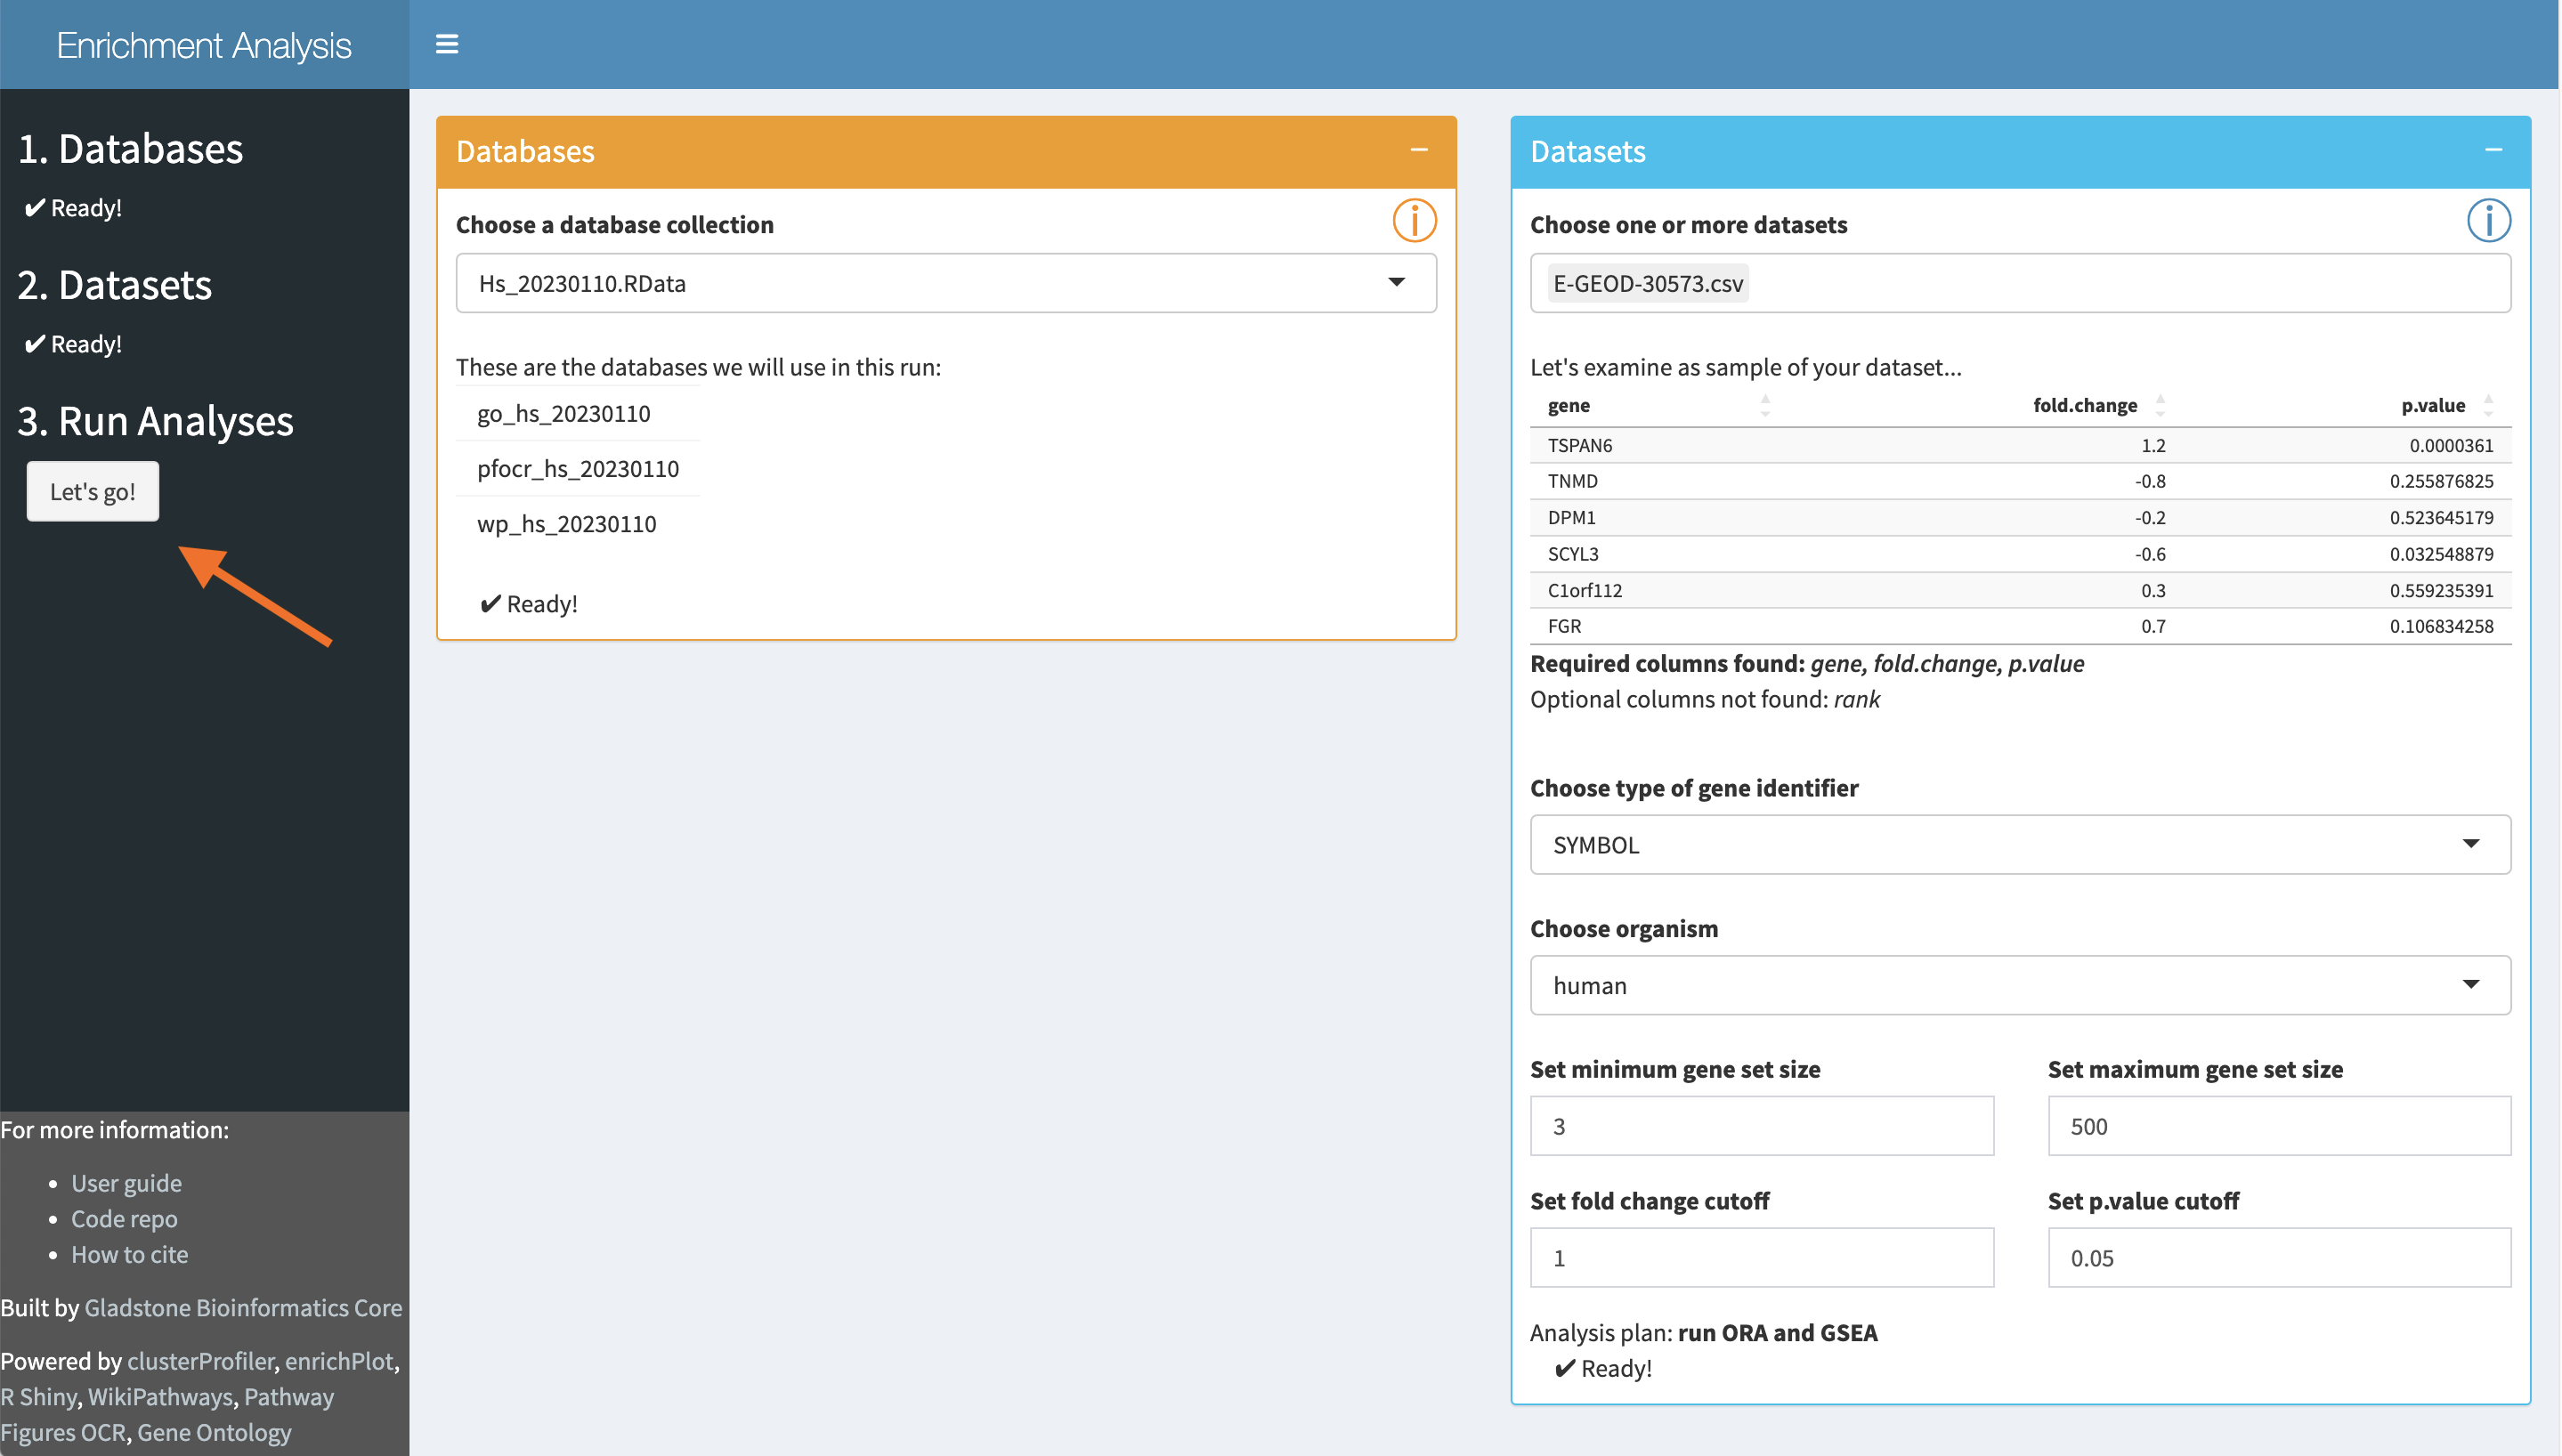 Enrichment Analysis
1. Databases
✔ Ready!
2. Datasets
✔ Ready!
3. Run Analyses
Let's go!
For more information:
• User guide
• Code repo
• How to cite
Built by Gladstone Bioinformatics Core
Powered by clusterProfiler, enrichPlot,
R Shiny, WikiPathways, Pathway
Figures OCR, Gene Ontology
Databases
Choose a database collection
Hs_20230110.RData
These are the databases we will use in this run:
go_hs_20230110
pfocr_hs_20230110
wp_hs_20230110
✔ Ready!
Datasets
Choose one or more datasets
E-GEOD-30573.csv
Let's examine as sample of your dataset...
gene fold.change p.value
TSPAN6 1.2 0.0000361
TNMD -0.8 0.255876825
DPM1 -0.2 0.523645179
SCYL3 -0.6 0.032548879
C1orf112 0.3 0.559235391
FGR 0.7 0.106834258
Required columns found: gene, fold.change, p.value
Optional columns not found: rank
Choose type of gene identifier
SYMBOL
Choose organism
human
Set minimum gene set size Set maximum gene set size
3 500
Set fold change cutoff Set p.value cutoff
1 0.05
Analysis plan: run ORA and GSEA
✔ Ready!